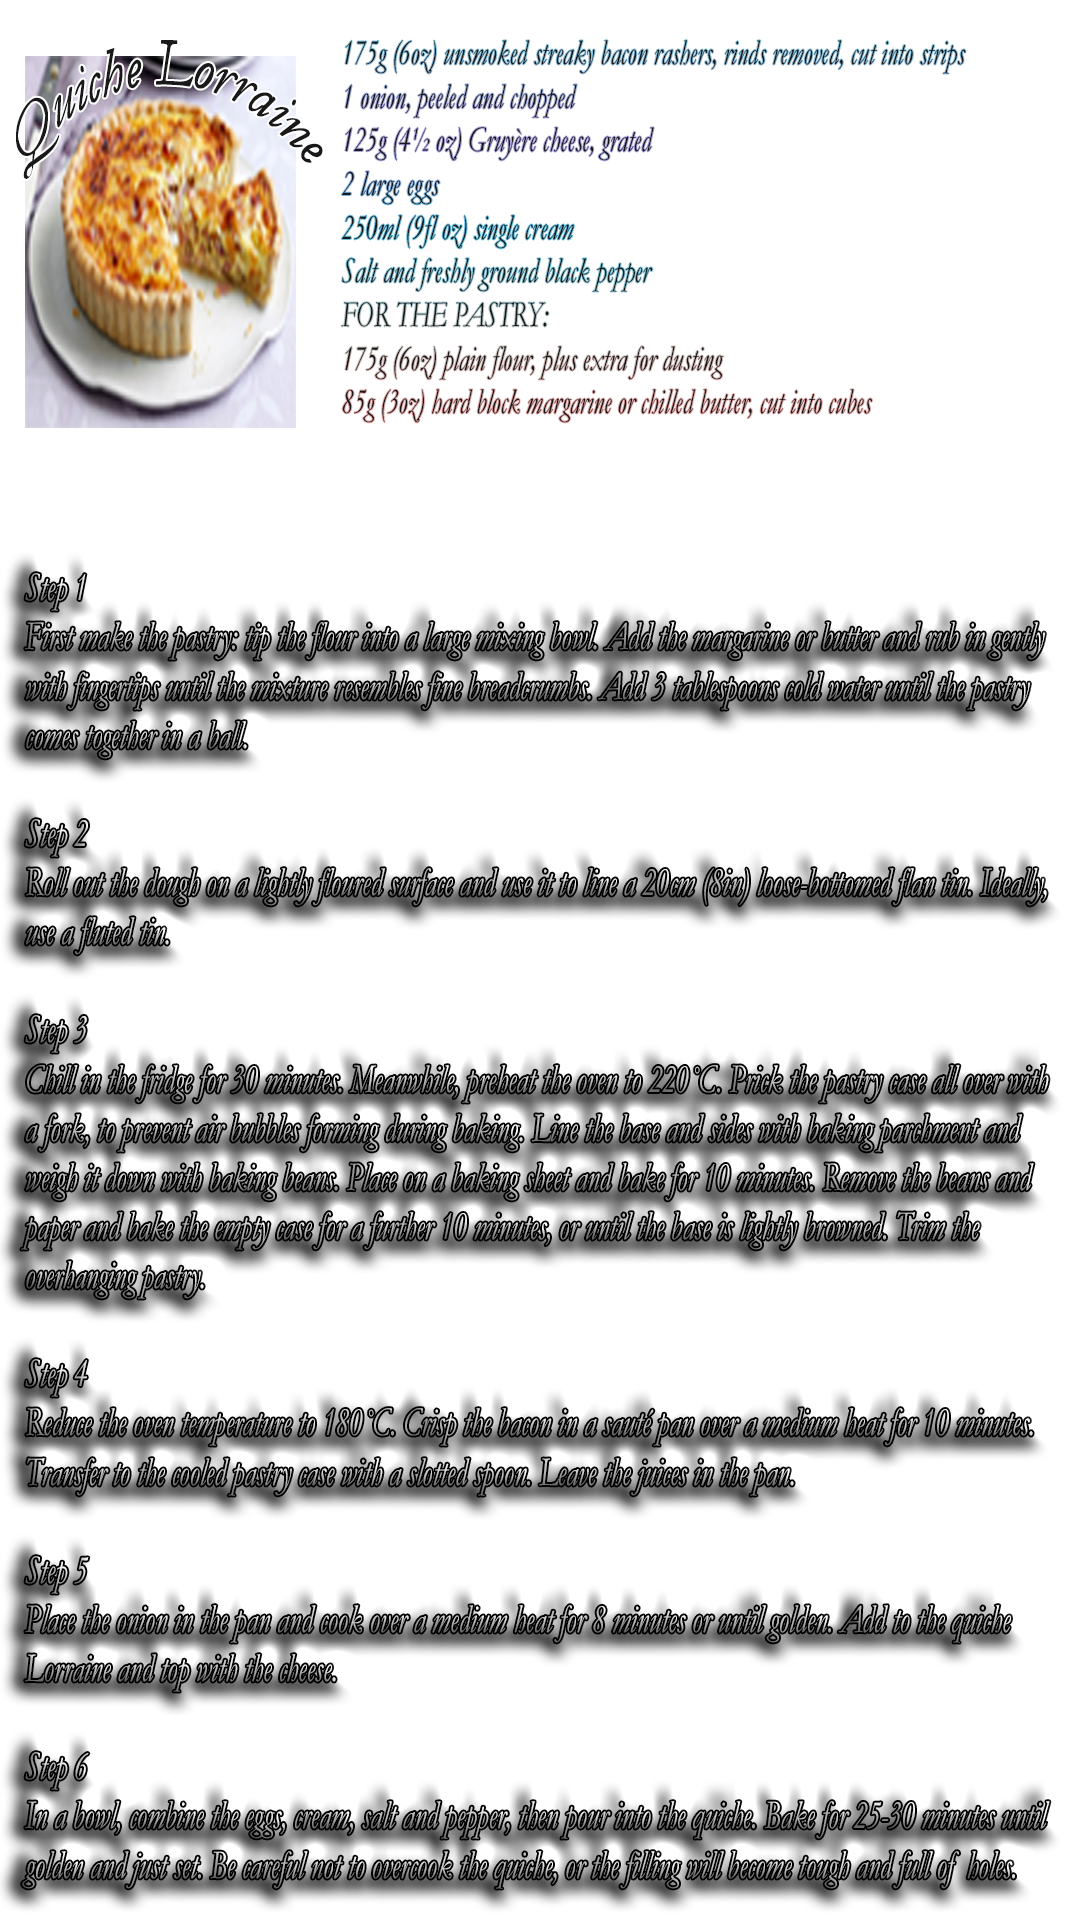 Quiche Lorraine
175g (6oz) unsmoked streaky bacon rashers, rinds removed, cut into strips
1 onion, peeled and chopped
125g (4½ oz) Gruyère cheese, grated
2 large eggs
250ml (9fl oz) single cream
Salt and freshly ground black pepper
FOR THE PASTRY:
175g (6oz) plain flour, plus extra for dusting
85g (3oz) hard block margarine or chilled butter, cut into cubes
Step 1
First make the pastry: tip the flour into a large mixing bowl. Add the margarine or butter and rub in gently
with fingertips until the mixture resembles fine breadcrumbs. Add 3 tablespoons cold water until the pastry
comes together in a ball.
Step 2
Roll out the dough on a lightly floured surface and use it to line a 20cm (8in) loose-bottomed flan tin. Ideally,
use a fluted tin.
Step 3
Chill in the fridge for 30 minutes. Meanwhile, preheat the oven to 220°C. Prick the pastry case all over with
a fork, to prevent air bubbles forming during baking. Line the base and sides with baking parchment and
weigh it down with baking beans. Place on a baking sheet and bake for 10 minutes. Remove the beans and
paper and bake the empty case for a further 10 minutes, or until the base is lightly browned. Trim the
overhanging pastry.
Step 4
Reduce the oven temperature to 180°C. Crisp the bacon in a sauté pan over a medium heat for 10 minutes.
Transfer to the cooled pastry case with a slotted spoon. Leave the juices in the pan.
Step 5
Place the onion in the pan and cook over a medium heat for 8 minutes or until golden. Add to the quiche
Lorraine and top with the cheese.
Step 6
In a bowl, combine the eggs, cream, salt and pepper, then pour into the quiche. Bake for 25-30 minutes until
golden and just set. Be careful not to overcook the quiche, or the filling will become tough and full of holes.